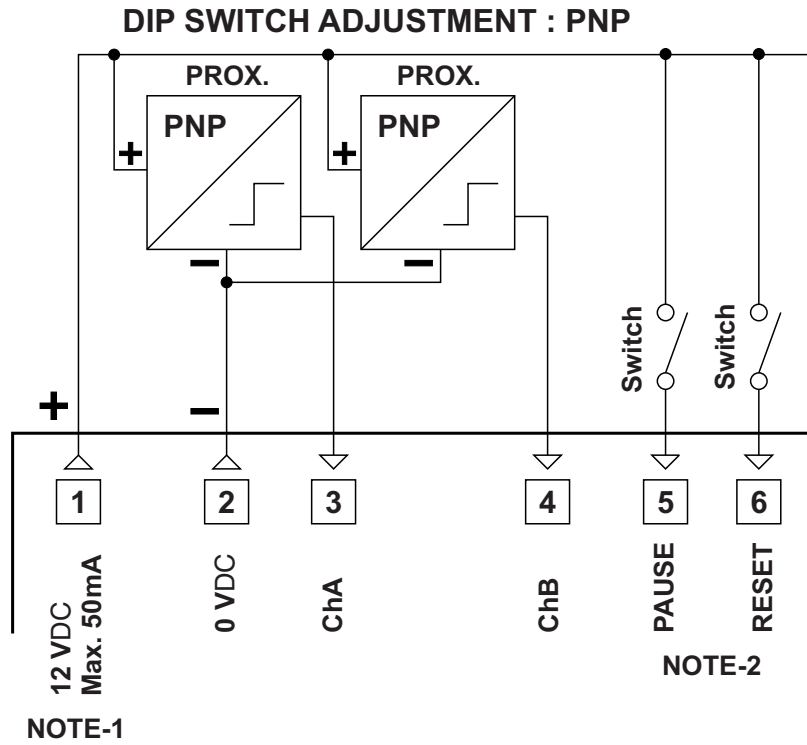 DIP SWITCH ADJUSTMENT : PNP
PROX.
PROX.
PNP
PNP
+
+
−
−
Switch
Switch
+
−
1
2
3
4
5
6
12 VDC
Max. 50mA
0 VDC
ChA
ChB
PAUSE
RESET
NOTE-2
NOTE-1